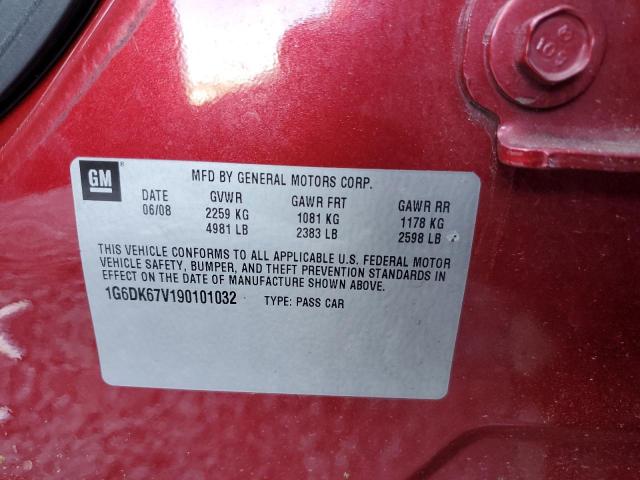 GM ®
MFD BY GENERAL MOTORS CORP.
DATE GVWR GAWR FRT GAWR RR
06/08 2259 KG 1081 KG 1178 KG
4981 LB 2383 LB 2598 LB
THIS VEHICLE CONFORMS TO ALL APPLICABLE U.S. FEDERAL MOTOR
VEHICLE SAFETY, BUMPER, AND THEFT PREVENTION STANDARDS IN
EFFECT ON THE DATE OF MANUFACTURE SHOWN ABOVE.
1G6DK67V190101032 TYPE: PASS CAR